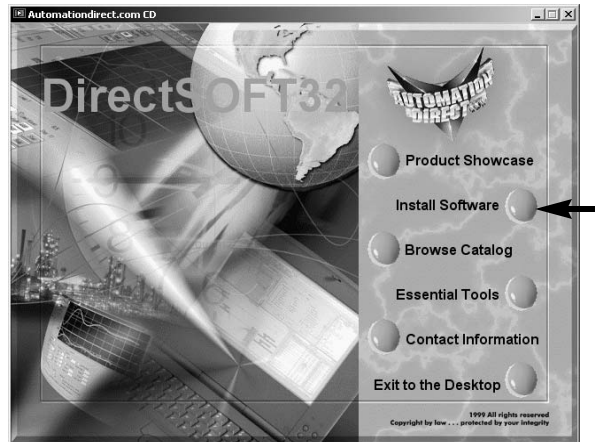 Automationdirect.com CD
DirectSOFT32
AUTOMATION
DIRECT.COM
Product Showcase
Install Software
Browse Catalog
Essential Tools
Contact Information
Exit to the Desktop
1999 All rights reserved
Copyright by law . . . protected by your integrity